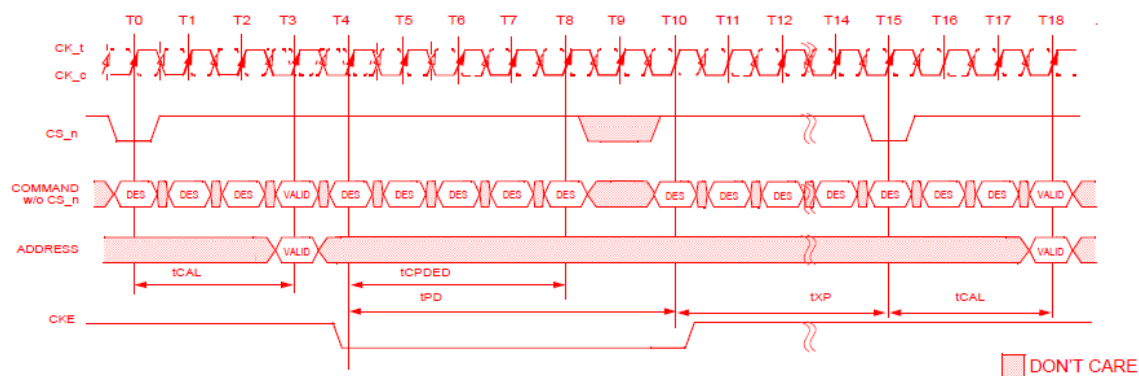 T0 T1 T2 T3 T4 T5 T6 T7 T8 T9 T10 T11 T12 T14 T15 T16 T17 T18
CK_t
CK_c
CS_n
COMMAND
w/o CS_n
DES DES DES VALID DES DES DES DES DES DES DES DES DES DES DES DES VALID
ADDRESS
VALID VALID
tCAL tCPDED
tPD tXP tCAL
CKE
DON'T CARE